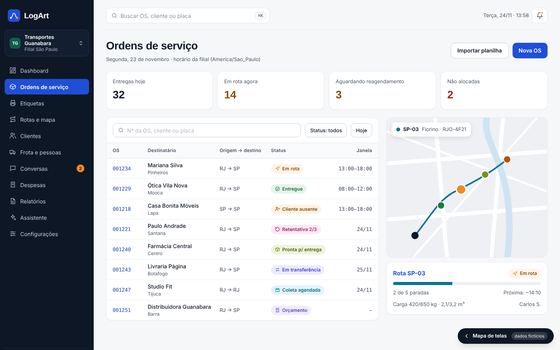 LogArt
TG
Transportes Guanabara
Filial São Paulo
Dashboard
Ordens de serviço
Etiquetas
Rotas e mapa
Clientes
Frota e pessoas
Conversas
2
Despesas
Relatórios
Assistente
Configurações
Buscar OS, cliente ou placa
⌘K
Terça, 24/11 · 13:58
Ordens de serviço
Segunda, 22 de novembro · horário da filial (America/Sao_Paulo)
Importar planilha
Nova OS
Entregas hoje
32
Em rota agora
14
Aguardando reagendamento
3
Não alocadas
2
Nº da OS, cliente ou placa
Status: todos
Hoje
OS Destinatário Origem → destino Status Janela
001234 Mariana Silva RJ → SP Em rota 13:00–18:00
Pinheiros
001229 Ótica Vila Nova RJ → SP Entregue 08:00–12:00
Mooca
001218 Casa Bonita Móveis SP → SP Cliente ausente 13:00–18:00
Lapa
001221 Paulo Andrade RJ → SP Retentativa 2/3 24/11
Santana
001240 Farmácia Central RJ → SP Pronta p/ entrega 24/11
001243 Livraria Página RJ → SP Em transferência 25/11
Botafogo
001247 Studio Fit RJ → RJ Coleta agendada 24/11
Tijuca
001251 Distribuidora Guanabara RJ → SP Orçamento –
Barra
SP-03 Fiorino · RJO-4F21
Rota SP-03
Em rota
2 de 5 paradas
Próxima: ~14:10
Carga 420/650 kg · 2,1/3,2 m³
Carlos S.
Mapa de telas
dados fictícios